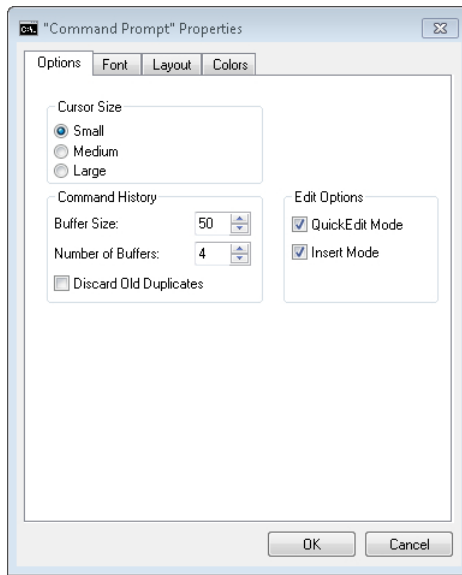 "Command Prompt" Properties
Options Font Layout Colors
Cursor Size
Small
Medium
Large
Command History
Buffer Size: 50
Number of Buffers: 4
Discard Old Duplicates
Edit Options
QuickEdit Mode
Insert Mode
OK Cancel